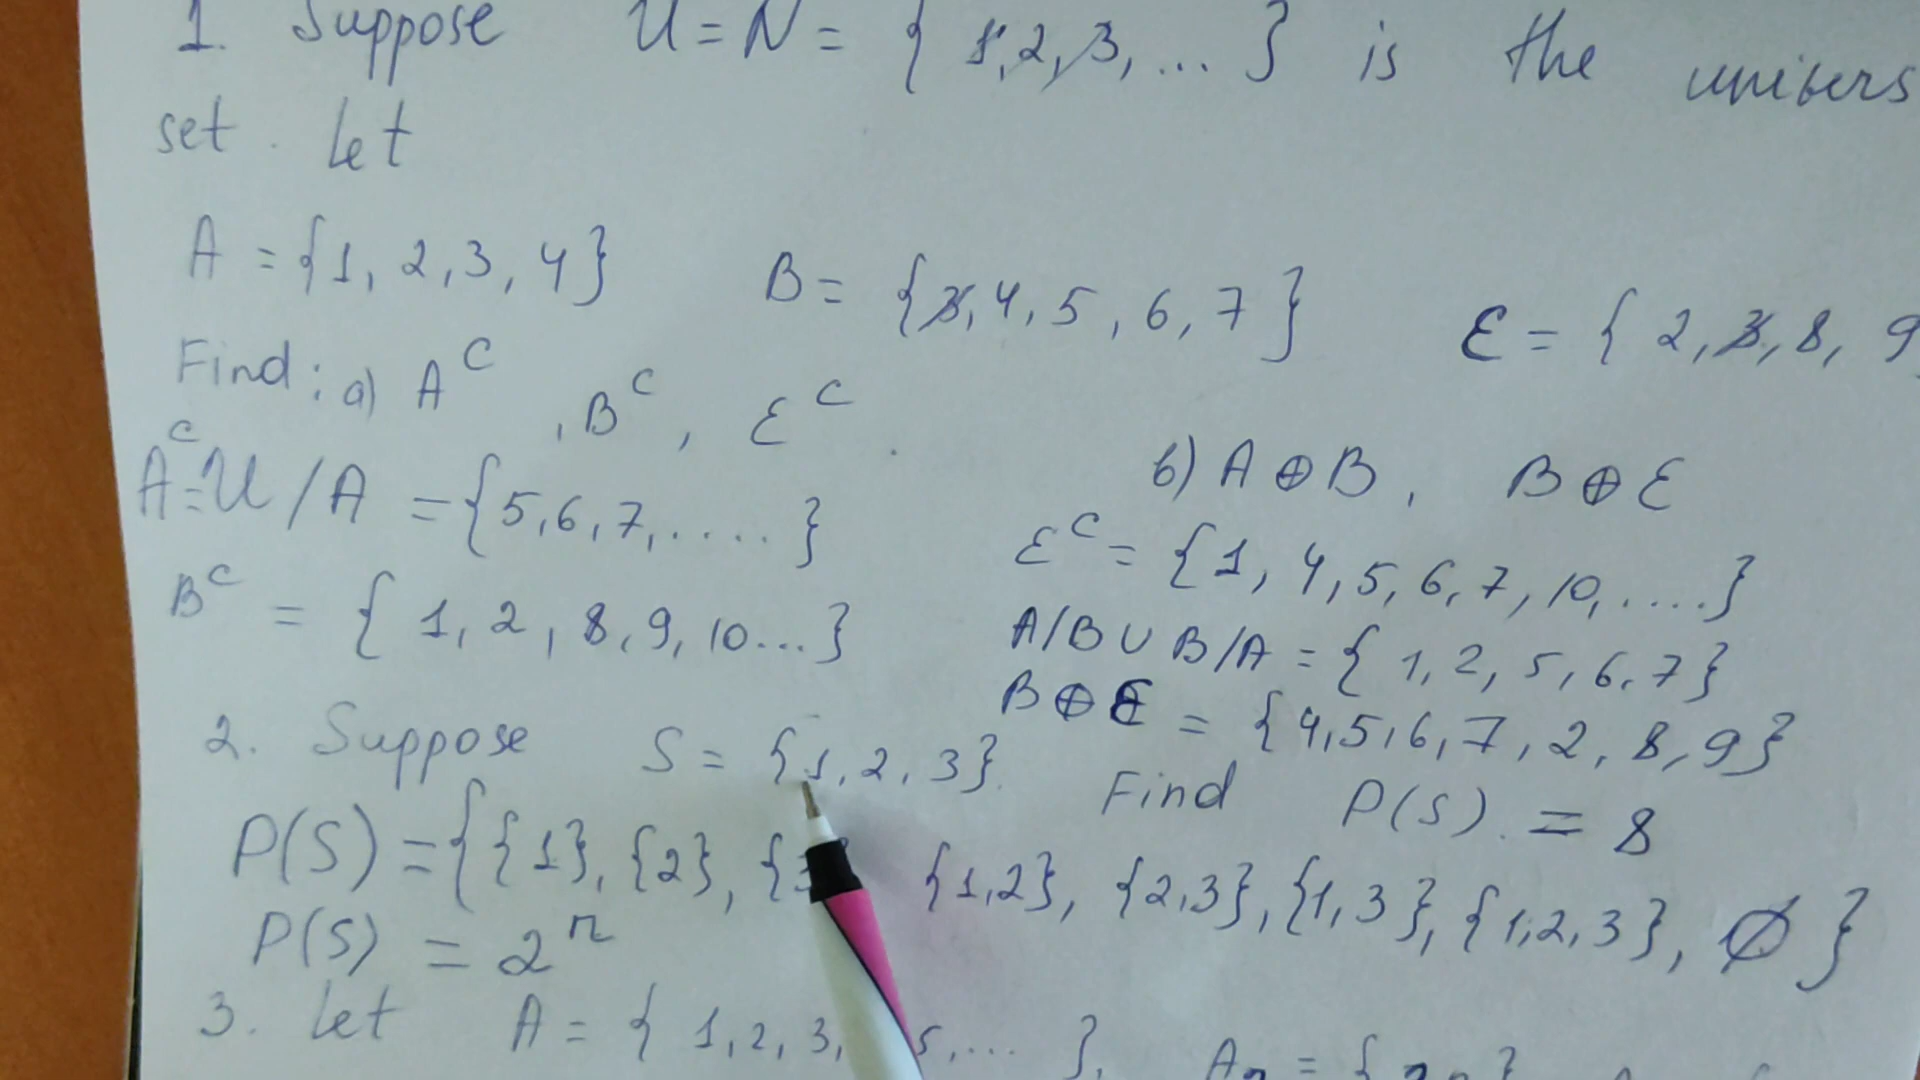 1. Suppose U = N = { 1, 2, 3, ... } is the
set. Let
A = {1, 2, 3, 4} B = {3, 4, 5, 6, 7} ε = { 2, 3, 8, 9
Find: a) A^C, B^C, ε^C.
b) A ⊕ B, B ⊕ ε
A^C = U / A = {5, 6, 7, .....}
ε^C = {1, 4, 5, 6, 7, 10, ....}
B^C = { 1, 2, 8, 9, 10...}
A/B ∪ B/A = { 1, 2, 5, 6, 7}
B ⊕ ε = {4, 5, 6, 7, 2, 8, 9}
2. Suppose S = {1, 2, 3}. Find P(S). = 8
P(S) = {{1}, {2}, { {1,2}, {2,3}, {1,3}, {1,2,3}, ∅ }
P(S) = 2^n
3. Let A = { 1, 2, 3, 5, ... }.